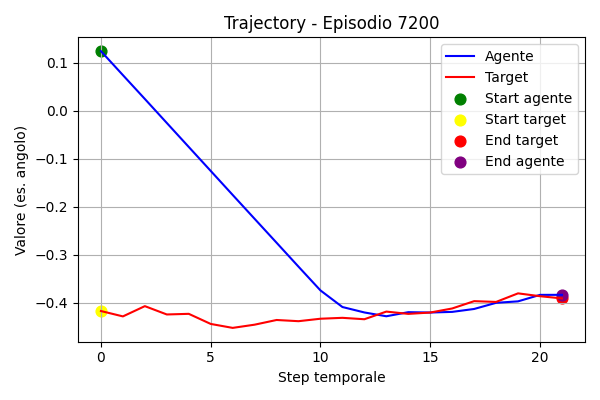 Trajectory - Episodio 7200
Valore (es. angolo)
0.1
0.0
−0.1
−0.2
−0.3
−0.4
0
5
10
15
20
Step temporale
Agente
Target
Start agente
Start target
End target
End agente